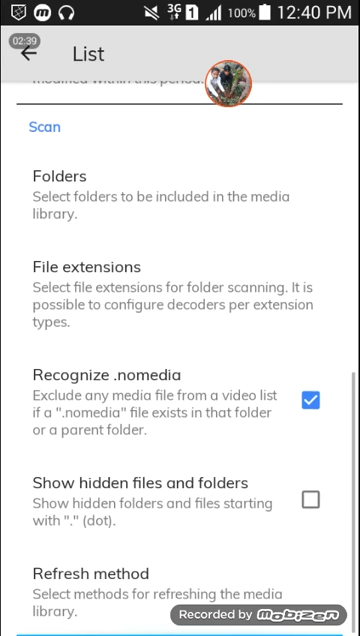 3G 1 100% 12:40 PM
02:39
List
modified within this period.
Scan
Folders
Select folders to be included in the media
library.
File extensions
Select file extensions for folder scanning. It is
possible to configure decoders per extension
types.
Recognize .nomedia
Exclude any media file from a video list
if a ".nomedia" file exists in that folder
or a parent folder.
Show hidden files and folders
Show hidden folders and files starting
with "." (dot).
Refresh method
Select methods for refreshing the media
library.
Recorded by mobizen